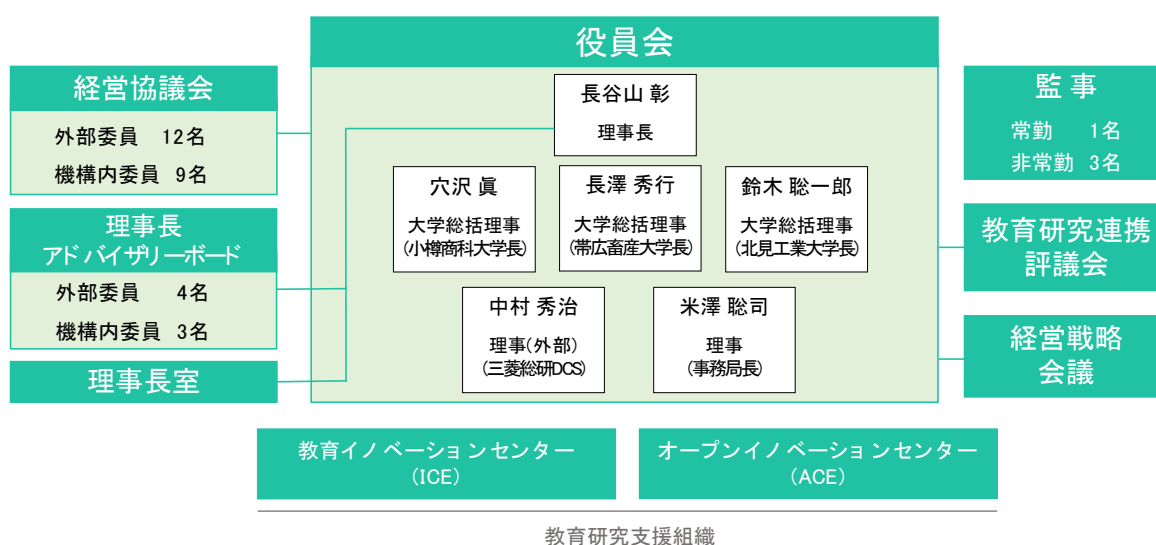 役員会
経営協議会
外部委員 12名
機構内委員 9名
理事長
アドバイザリーボード
外部委員 4名
機構内委員 3名
理事長室
長谷山 彰
理事長
穴沢 眞
大学総括理事
(小樽商科大学長)
長澤 秀行
大学総括理事
(帯広畜産大学長)
鈴木 聡一郎
大学総括理事
(北見工業大学長)
中村 秀治
理事(外部)
(三菱総研DCS)
米澤 聡司
理事
(事務局長)
監事
常勤 1名
非常勤 3名
教育研究連携
評議会
経営戦略
会議
教育イノベーションセンター
(ICE)
オープンイノベーションセンター
(ACE)
教育研究支援組織